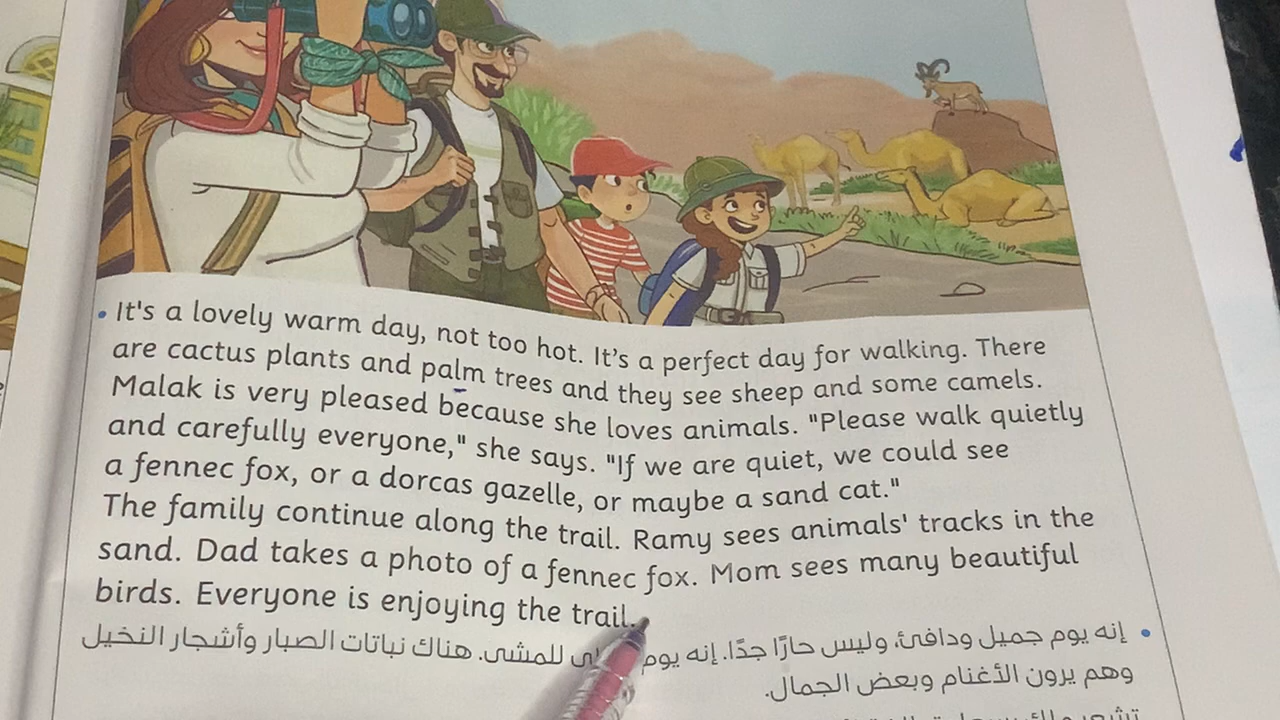 • It's a lovely warm day, not too hot. It's a perfect day for walking. There
are cactus plants and palm trees and they see sheep and some camels.
Malak is very pleased because she loves animals. "Please walk quietly
and carefully everyone," she says. "If we are quiet, we could see
a fennec fox, or a dorcas gazelle, or maybe a sand cat."
The family continue along the trail. Ramy sees animals' tracks in the
sand. Dad takes a photo of a fennec fox. Mom sees many beautiful
birds. Everyone is enjoying the trail.
• إنه يوم جميل ودافئ، وليس حارًا جدًا. إنه يوم للمشى. هناك نباتات الصبار وأشجار النخيل
وهم يرون الأغنام وبعض الجمال.